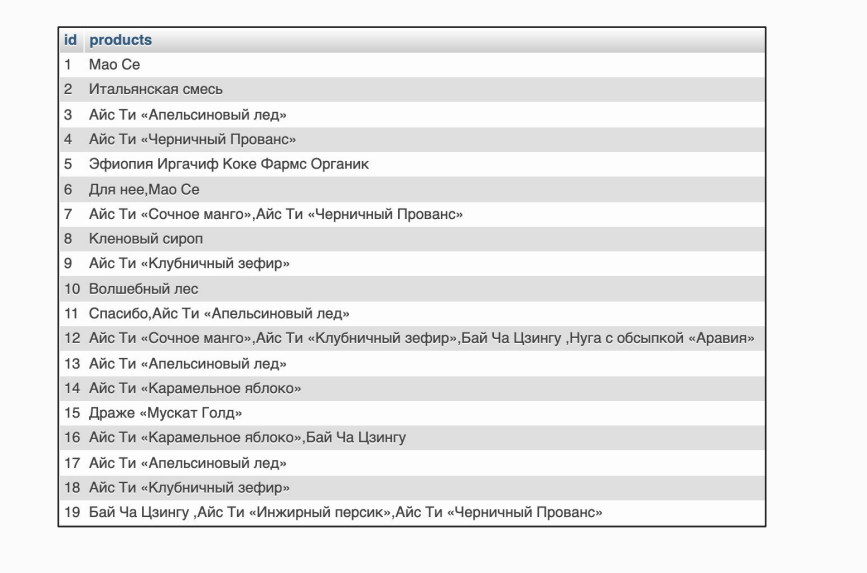 id products
1 Мао Се
2 Итальянская смесь
3 Айс Ти «Апельсиновый лед»
4 Айс Ти «Черничный Прованс»
5 Эфиопия Иргачиф Коке Фармс Органик
6 Для нее,Мао Се
7 Айс Ти «Сочное манго»,Айс Ти «Черничный Прованс»
8 Кленовый сироп
9 Айс Ти «Клубничный зефир»
10 Волшебный лес
11 Спасибо,Айс Ти «Апельсиновый лед»
12 Айс Ти «Сочное манго»,Айс Ти «Клубничный зефир»,Бай Ча Цзингу ,Нуга с обсыпкой «Аравия»
13 Айс Ти «Апельсиновый лед»
14 Айс Ти «Карамельное яблоко»
15 Драже «Мускат Голд»
16 Айс Ти «Карамельное яблоко»,Бай Ча Цзингу
17 Айс Ти «Апельсиновый лед»
18 Айс Ти «Клубничный зефир»
19 Бай Ча Цзингу ,Айс Ти «Инжирный персик»,Айс Ти «Черничный Прованс»